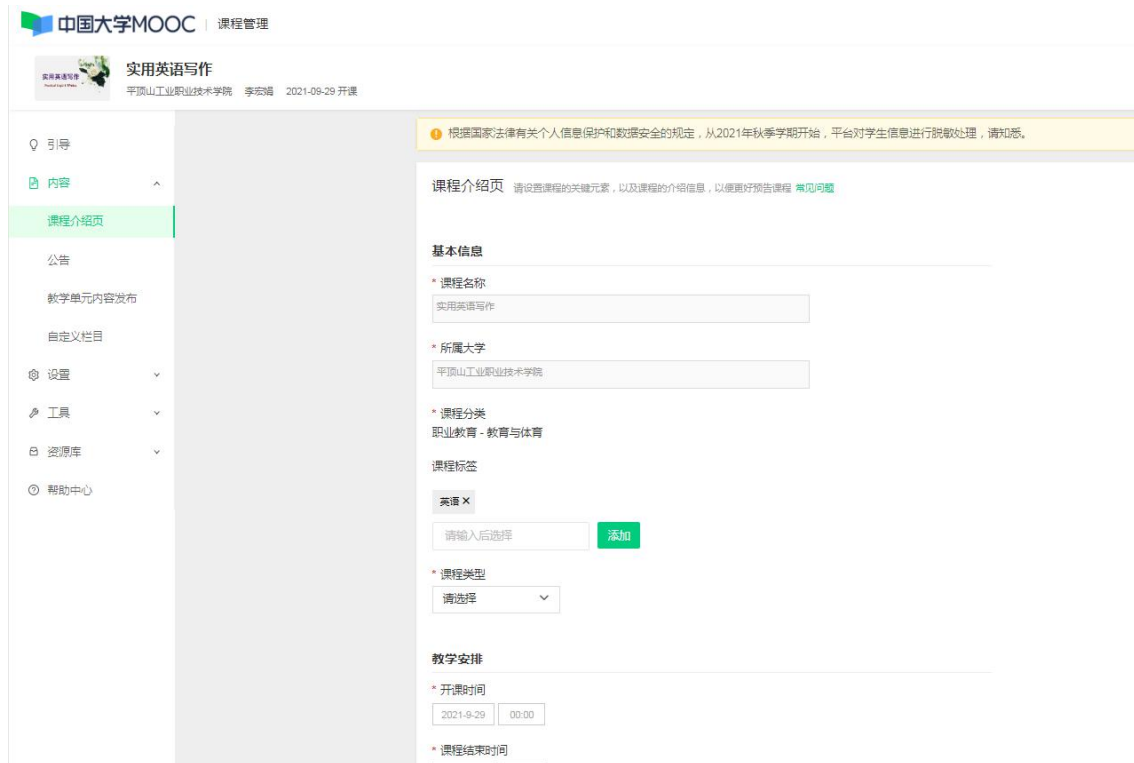 中国大学MOOC 课程管理
实用英语写作
实用英语写作
平顶山工业职业技术学院 李宏娟 2021-09-29 开课
引导
内容
课程介绍页
公告
教学单元内容发布
自定义栏目
设置
工具
资源库
帮助中心
根据国家法律有关个人信息保护和数据安全的规定，从2021年秋季学期开始，平台对学生信息进行脱敏处理，请知悉。
课程介绍页 请设置课程的关键元素，以及课程的介绍信息，以便更好预告课程 常见问题
基本信息
* 课程名称
实用英语写作
* 所属大学
平顶山工业职业技术学院
* 课程分类
职业教育 - 教育与体育
课程标签
英语 ×
请输入后选择 添加
* 课程类型
请选择
教学安排
* 开课时间
2021-9-29 00:00
* 课程结束时间